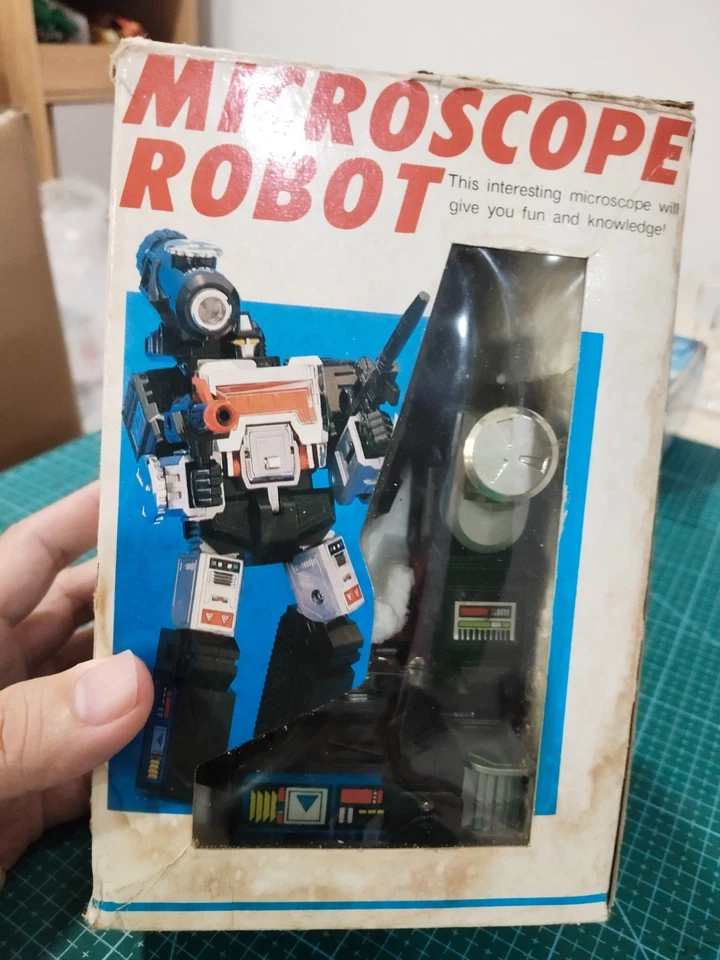 MICROSCOPE
ROBOT
This interesting microscope will
give you fun and knowledge!